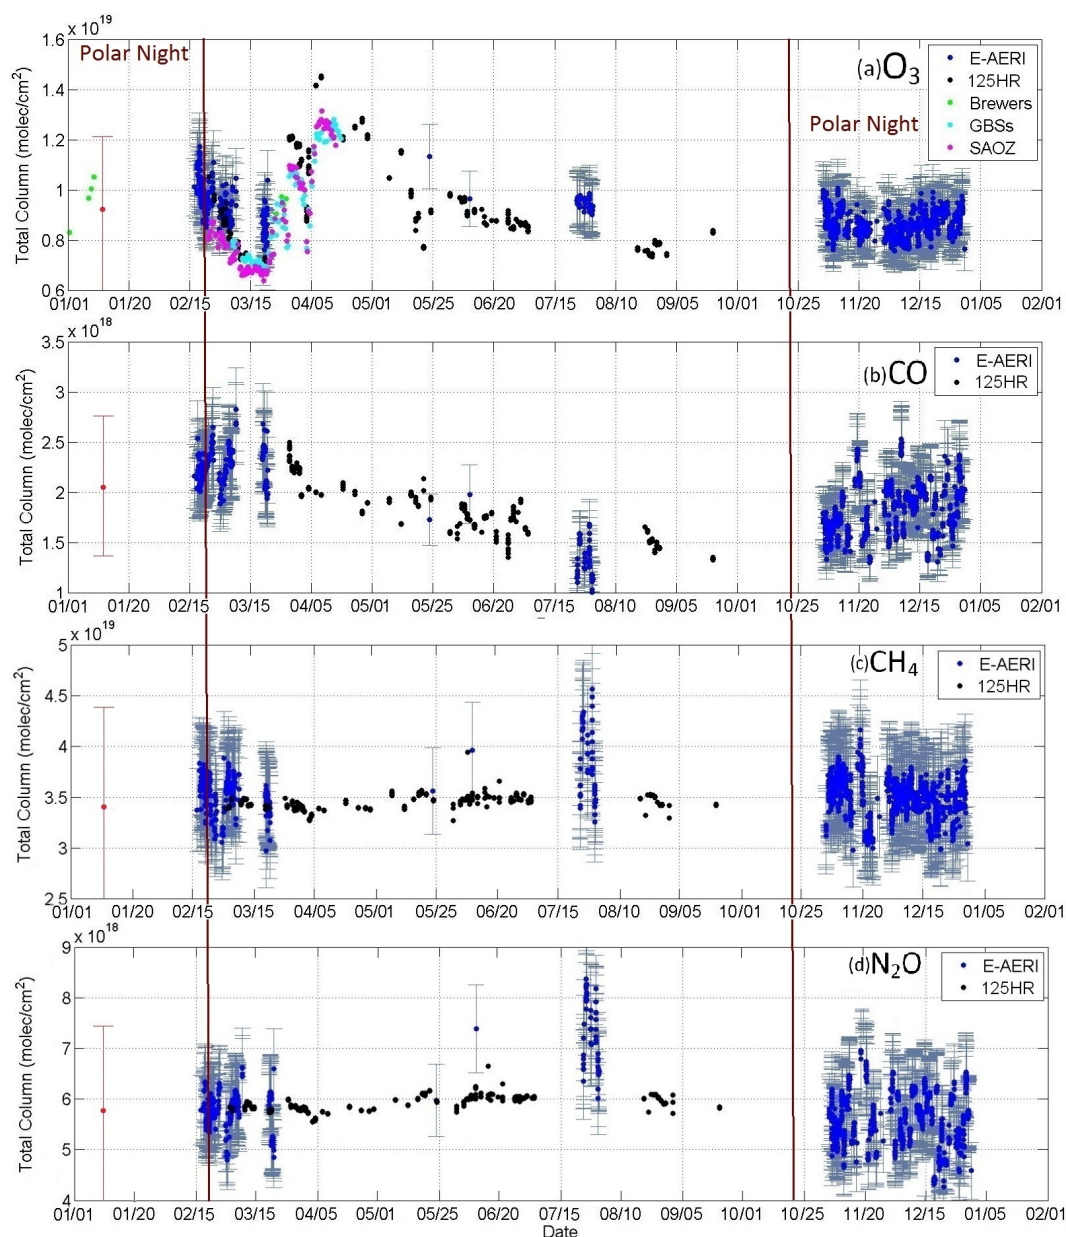 x 10^19
1.6
1.4
1.2
1
0.8
0.6
Total Column (molec/cm²)
Polar Night
(a)O₃
E-AERI
125HR
Brewers
GBSs
SAOZ
Polar Night
01/01 01/20 02/15 03/15 04/05 05/01 05/25 06/20 07/15 08/10 09/05 10/01 10/25 11/20 12/15 01/05 02/01
x 10^18
3.5
3
2.5
2
1.5
1
Total Column (molec/cm²)
(b)CO
E-AERI
125HR
01/01 01/20 02/15 03/15 04/05 05/01 05/25 06/20 07/15 08/10 09/05 10/01 10/25 11/20 12/15 01/05 02/01
x 10^19
5
4.5
4
3.5
3
2.5
Total Column (molec/cm²)
(c)CH₄
E-AERI
125HR
01/01 01/20 02/15 03/15 04/05 05/01 05/25 06/20 07/15 08/10 09/05 10/01 10/25 11/20 12/15 01/05 02/01
x 10^18
9
8
7
6
5
4
Total Column (molec/cm²)
(d)N₂O
E-AERI
125HR
01/01 01/20 02/15 03/15 04/05 05/01 05/25 06/20 07/15 08/10 09/05 10/01 10/25 11/20 12/15 01/05 02/01
Date